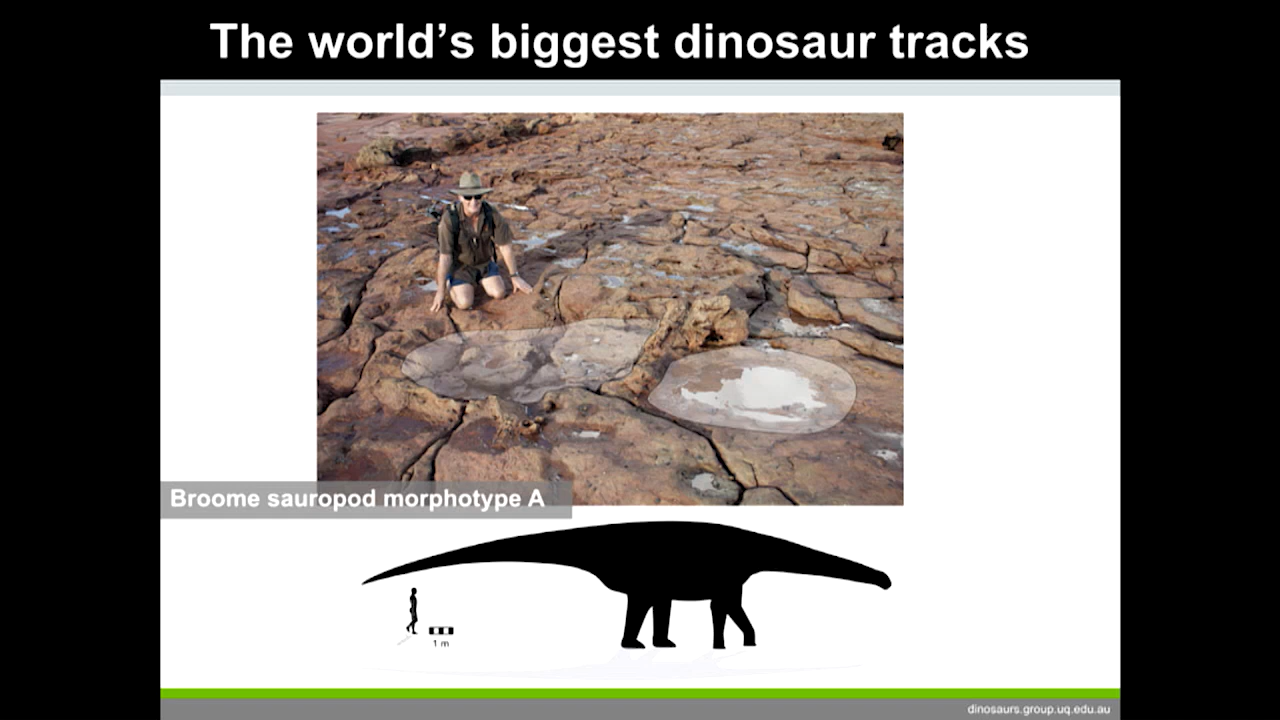 The world's biggest dinosaur tracks
Broome sauropod morphotype A
1 m
dinosaurs.group.uq.edu.au